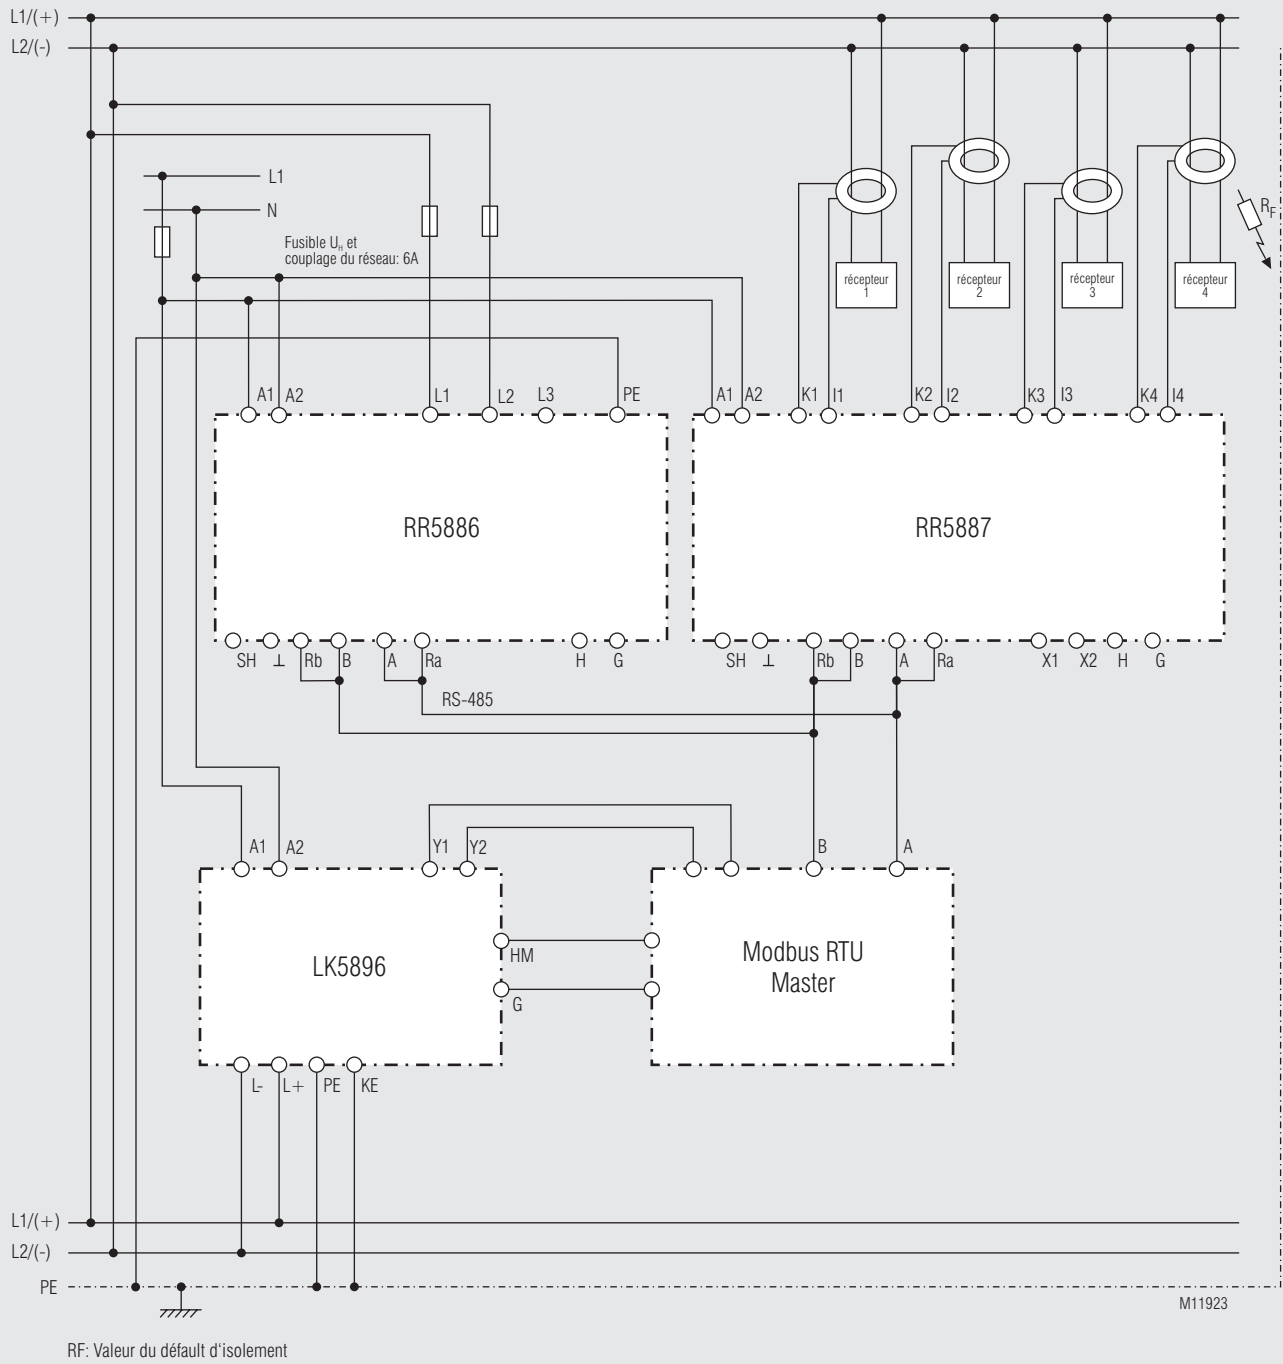 L1/(+)
L2/(-)
L1
N
Fusible U_H et
couplage du réseau: 6A
R_F
récepteur
1
récepteur
2
récepteur
3
récepteur
4
A1
A2
L1
L2
L3
PE
A1
A2
K1
I1
K2
I2
K3
I3
K4
I4
RR5886
RR5887
SH
⊥
Rb
B
A
Ra
H
G
SH
⊥
Rb
B
A
Ra
X1
X2
H
G
RS-485
A1
A2
Y1
Y2
B
A
LK5896
HM
G
Modbus RTU
Master
L-
L+
PE
KE
L1/(+)
L2/(-)
PE
M11923
RF: Valeur du défault d'isolement